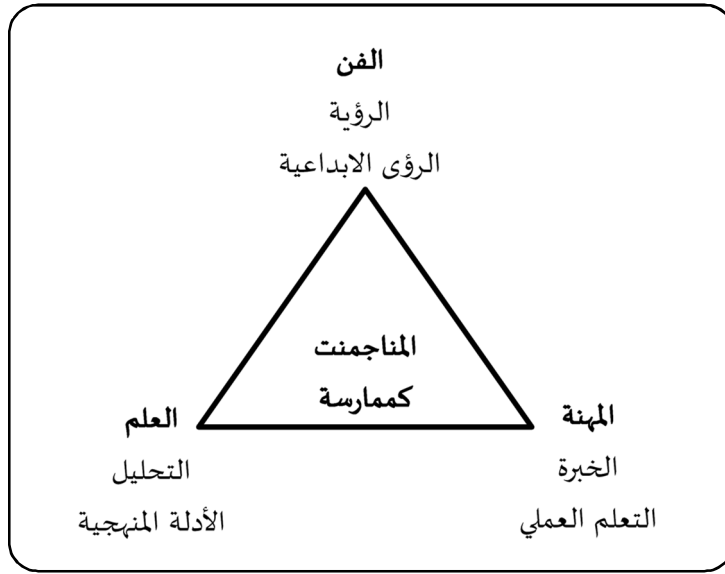 الفن
الرؤية
الرؤى الابداعية
المناجمنت
كممارسة
المهنة
الخبرة
التعلم العملي
العلم
التحليل
الأدلة المنهجية